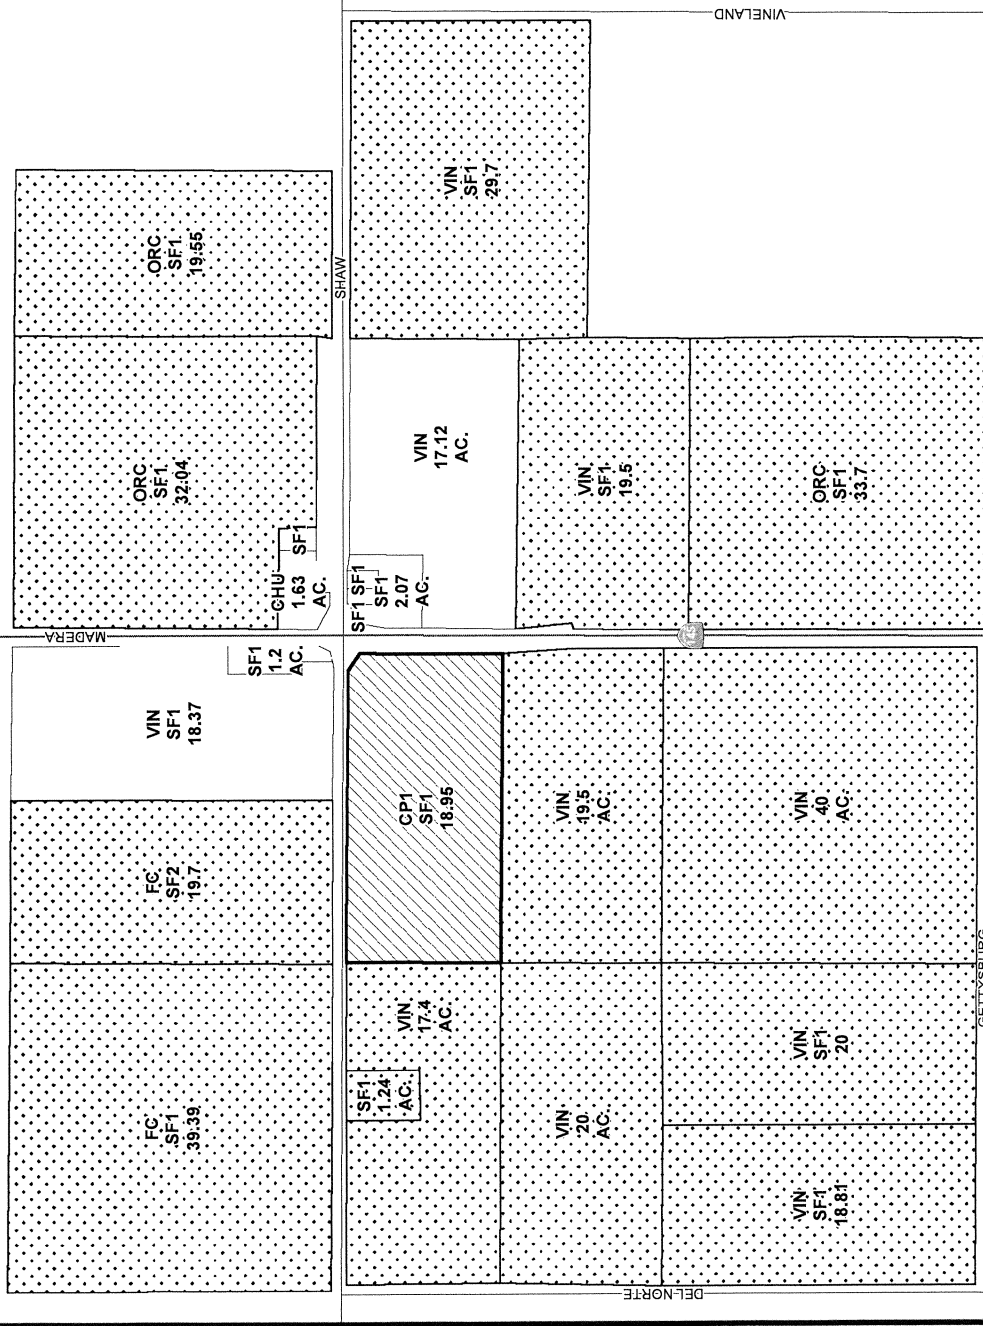 VINELAND
ORC
SF1
19.55
SHAW
VIN
SF1
29.7
ORC
SF1
32.04
VIN
17.12
AC.
VIN
SF1
19.5
ORC
SF1
33.7
SF1
CHU
1.63
AC.
SF1 SF1
SF1
2.07
AC.
MADERA
145
SF1
1.2
AC.
VIN
SF1
18.37
CP1
SF1
18.95
VIN
19.5
AC.
VIN
40
AC.
FC
SF2
19.7
GETTYSBURG
VIN
17.4
AC.
SF1
1.24
AC.
VIN
SF1
20
FC
SF1
39.39
VIN
20
AC.
VIN
SF1
18.81
DEL NORTE